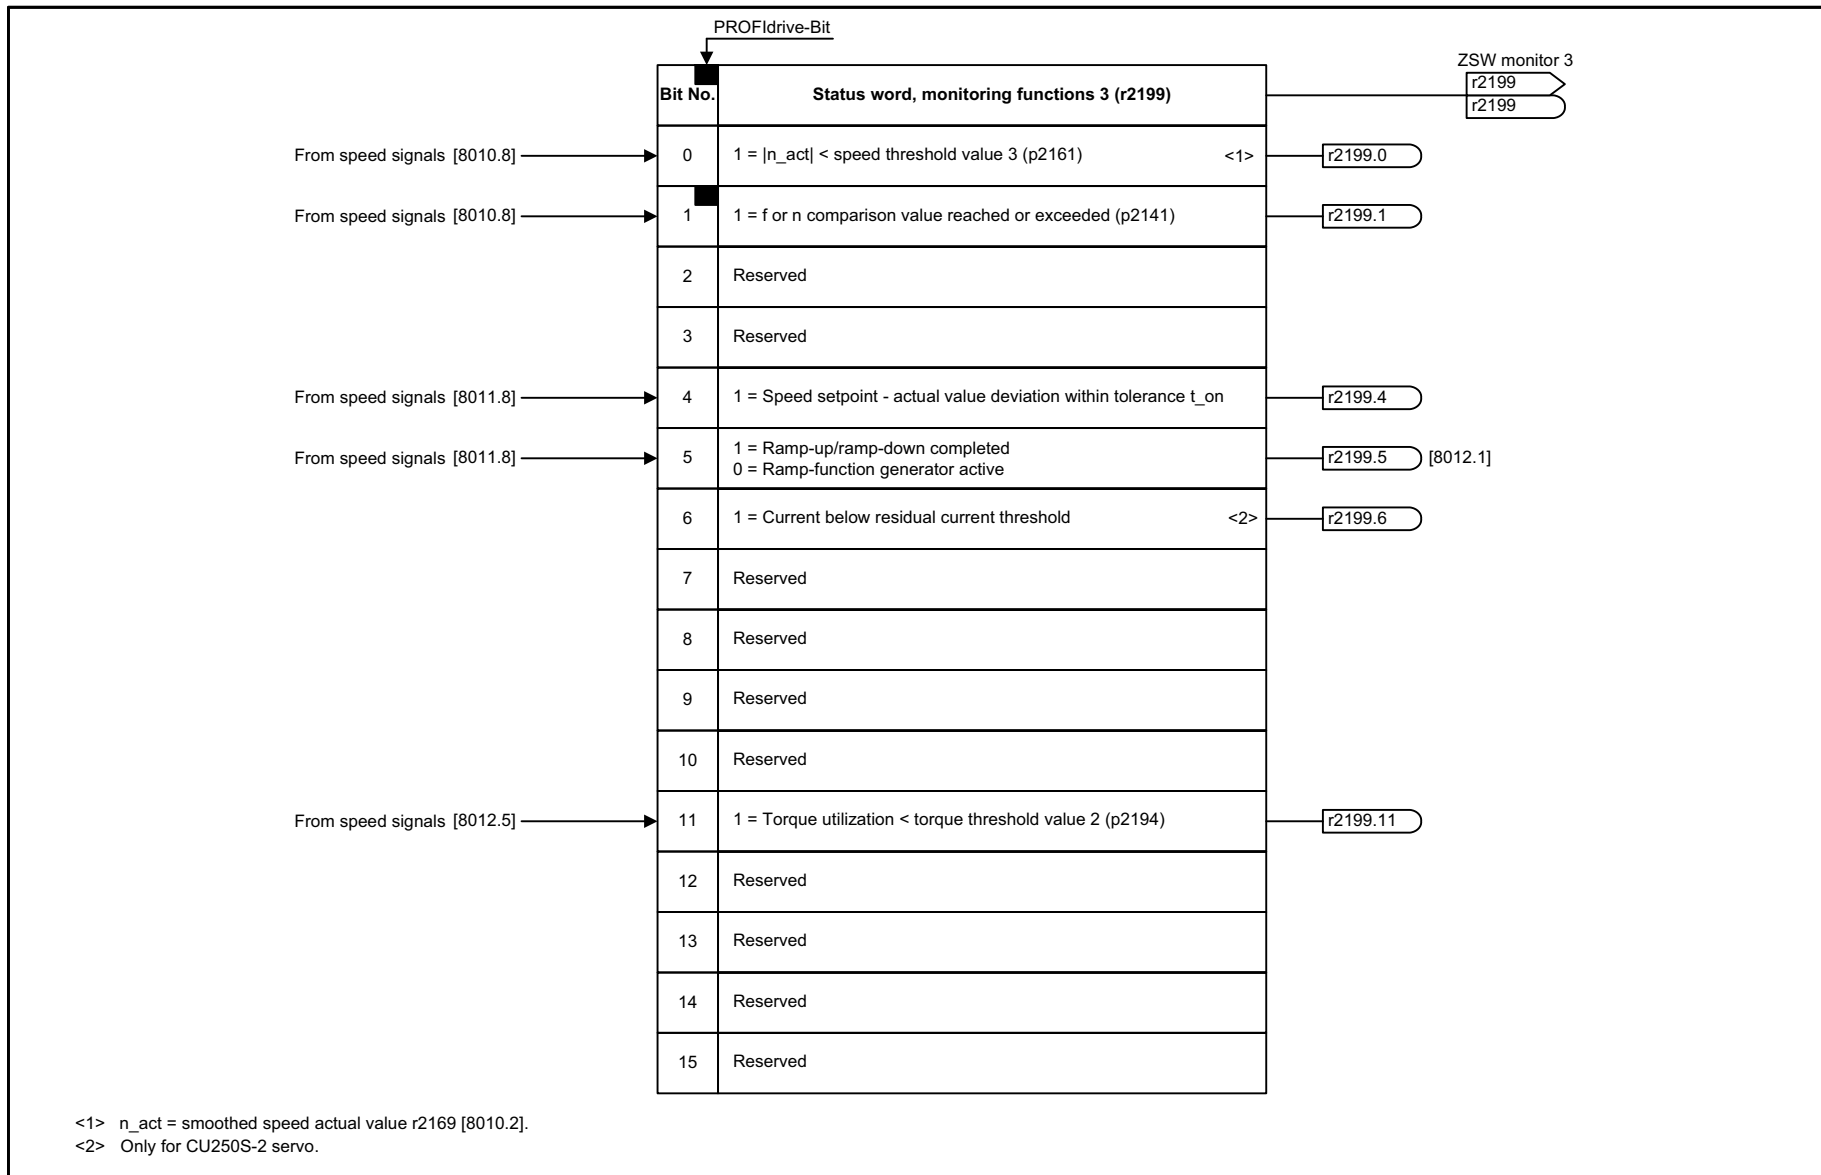 PROFIdrive-Bit
ZSW monitor 3
r2199
Bit No.
Status word, monitoring functions 3 (r2199)
r2199
From speed signals [8010.8]
0
1 = |n_act| < speed threshold value 3 (p2161)
<1>
r2199.0
From speed signals [8010.8]
1
1 = f or n comparison value reached or exceeded (p2141)
r2199.1
2
Reserved
3
Reserved
From speed signals [8011.8]
4
1 = Speed setpoint - actual value deviation within tolerance t_on
r2199.4
From speed signals [8011.8]
5
1 = Ramp-up/ramp-down completed
0 = Ramp-function generator active
r2199.5
[8012.1]
6
1 = Current below residual current threshold
<2>
r2199.6
7
Reserved
8
Reserved
9
Reserved
10
Reserved
From speed signals [8012.5]
11
1 = Torque utilization < torque threshold value 2 (p2194)
r2199.11
12
Reserved
13
Reserved
14
Reserved
15
Reserved
<1> n_act = smoothed speed actual value r2169 [8010.2].
<2> Only for CU250S-2 servo.